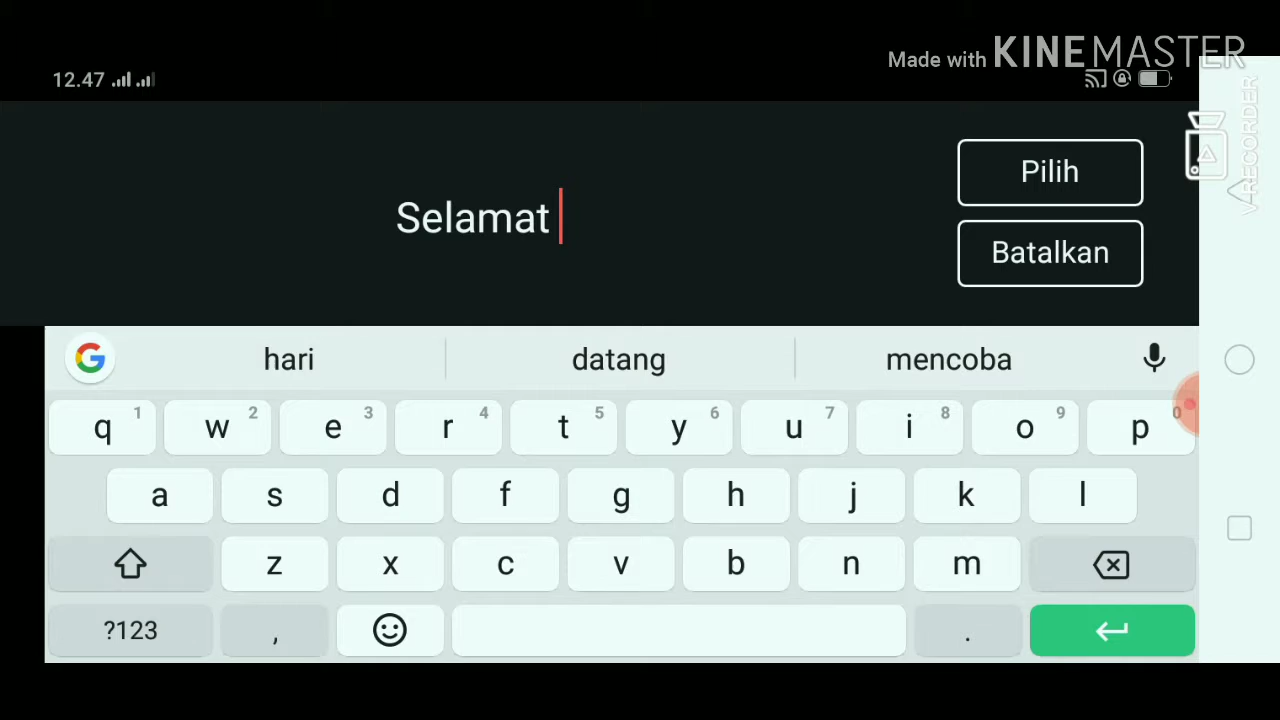 Made with KINEMASTER
12.47
V RECORDER
Pilih
Selamat
Batalkan
G hari datang mencoba
q 1 w 2 e 3 r 4 t 5 y 6 u 7 i 8 o 9 p 0
a s d f g h j k l
z x c v b n m
?123 , .